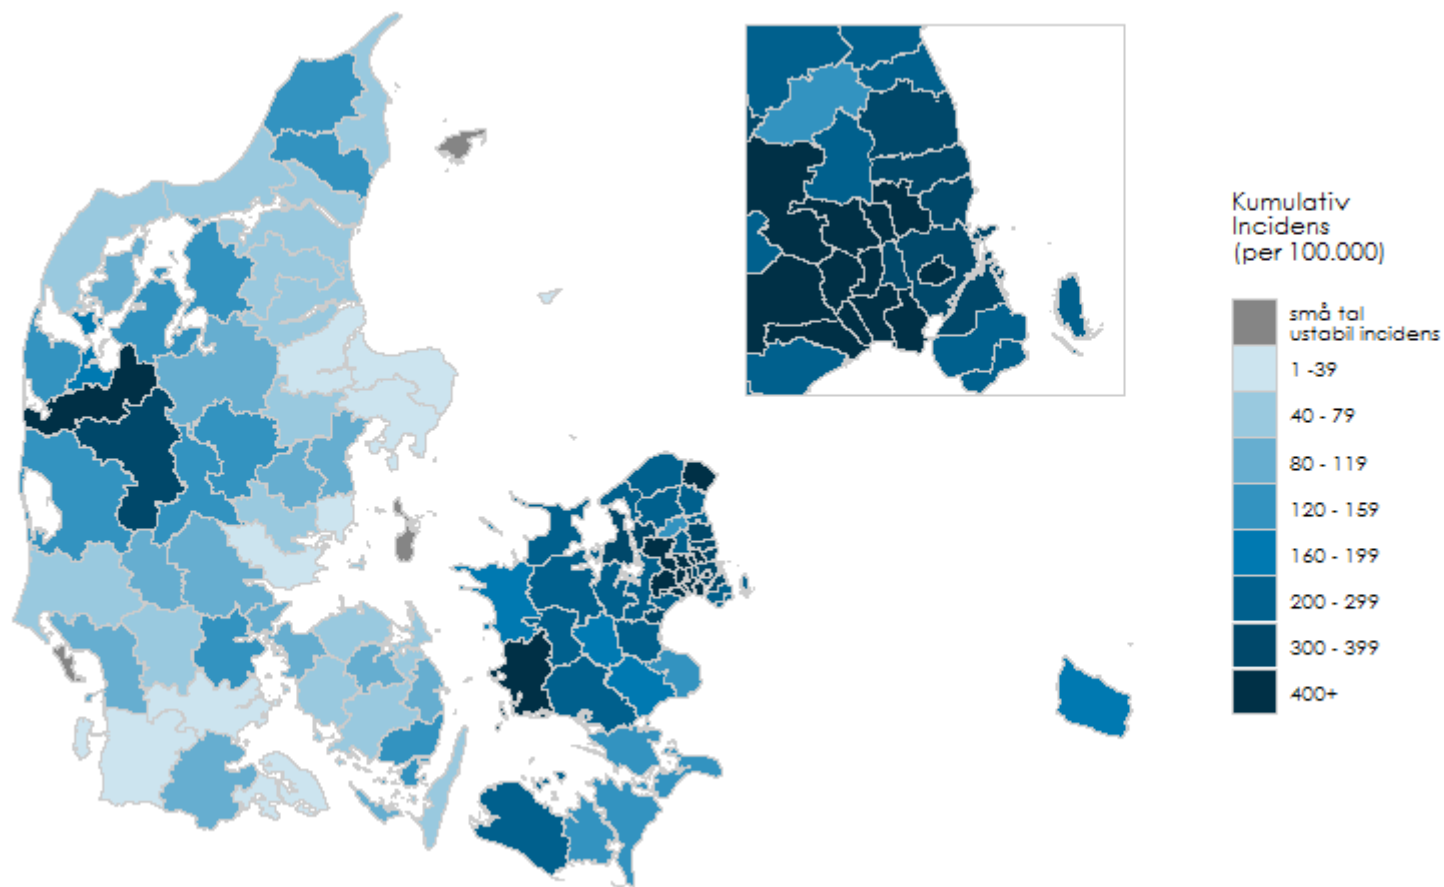 Kumulativ
Incidens
(per 100.000)
små tal
ustabil incidens
1 -39
40 - 79
80 - 119
120 - 159
160 - 199
200 - 299
300 - 399
400+